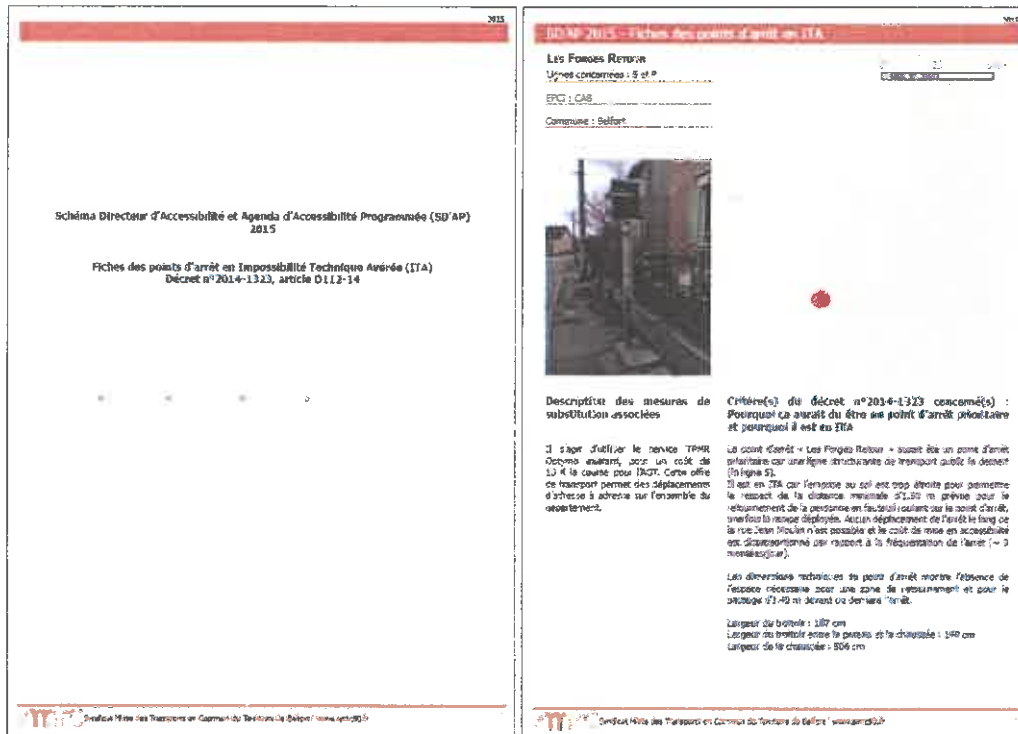 2015
Schéma Directeur d'Accessibilité et Agenda d'Accessibilité Programmée (SD'AP)
2015
Fiches des points d'arrêt en Impossibilité Technique Avérée (ITA)
Décret n°2014-1323, article D112-14
Syndicat Mixte des Transports en Commun du Territoire de Belfort
SD'AP 2015 - Fiches des points d'arrêt en ITA
Les Forges Retour
Lignes concernées : 5 et P
EPCI : CAB
Commune : Belfort
Descriptif des mesures de
substitution associées
Il s'agit d'utiliser le service TPMR
Optymo existant, pour un coût de
€ la course pour l'AOT. Cette offre
de transport permet des déplacements
d'adresse à adresse sur l'ensemble du
département.
Critère(s) du décret n°2014-1323 concerné(s) :
Pourquoi ça aurait du être un point d'arrêt prioritaire
et pourquoi il est en ITA
Le point d'arrêt « Les Forges Retour » aurait été un point d'arrêt
prioritaire car une ligne structurante de transport public le dessert
(la ligne 5).
Il est en ITA car l'emprise au sol est trop étroite pour permettre
le respect de la distance minimale d'1,50 m prévue pour le
retournement de la personne en fauteuil roulant sur le point d'arrêt,
une fois la rampe déployée. Aucun déplacement de l'arrêt le long de
la rue Jean Moulin n'est possible et le coût de mise en accessibilité
est disproportionné par rapport à la fréquentation de l'arrêt (~
montées/jour).
Les dimensions techniques du point d'arrêt montre l'absence de
l'espace nécessaire pour une zone de retournement et pour le
passage d'1.40 m devant ou derrière l'arrêt.
Largeur du trottoir : 187 cm
Largeur du trottoir entre le poteau et la chaussée : 140 cm
Largeur de la chaussée : 506 cm
Syndicat Mixte des Transports en Commun du Territoire de Belfort